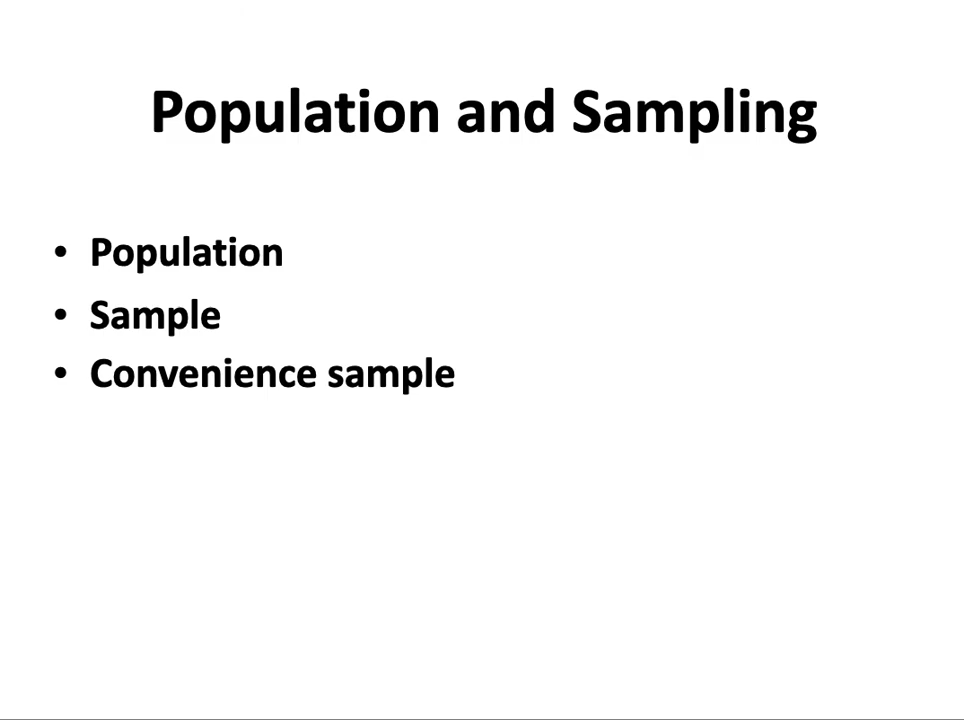 Population and Sampling
• Population
• Sample
• Convenience sample